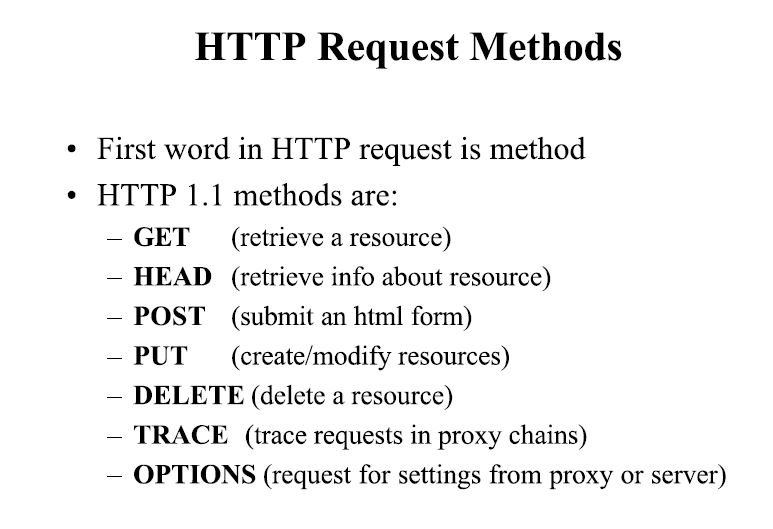 HTTP Request Methods
• First word in HTTP request is method
• HTTP 1.1 methods are:
– GET (retrieve a resource)
– HEAD (retrieve info about resource)
– POST (submit an html form)
– PUT (create/modify resources)
– DELETE (delete a resource)
– TRACE (trace requests in proxy chains)
– OPTIONS (request for settings from proxy or server)